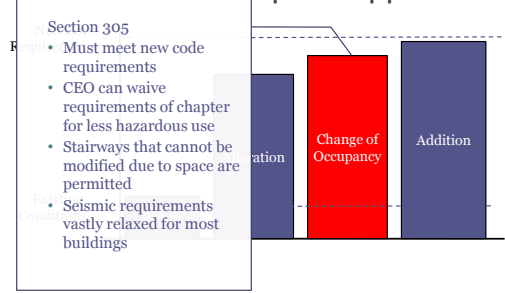 Section 305
• Must meet new code
requirements
• CEO can waive
requirements of chapter
for less hazardous use
• Stairways that cannot be
modified due to space are
permitted
• Seismic requirements
vastly relaxed for most
buildings
Change of
Occupancy
Addition